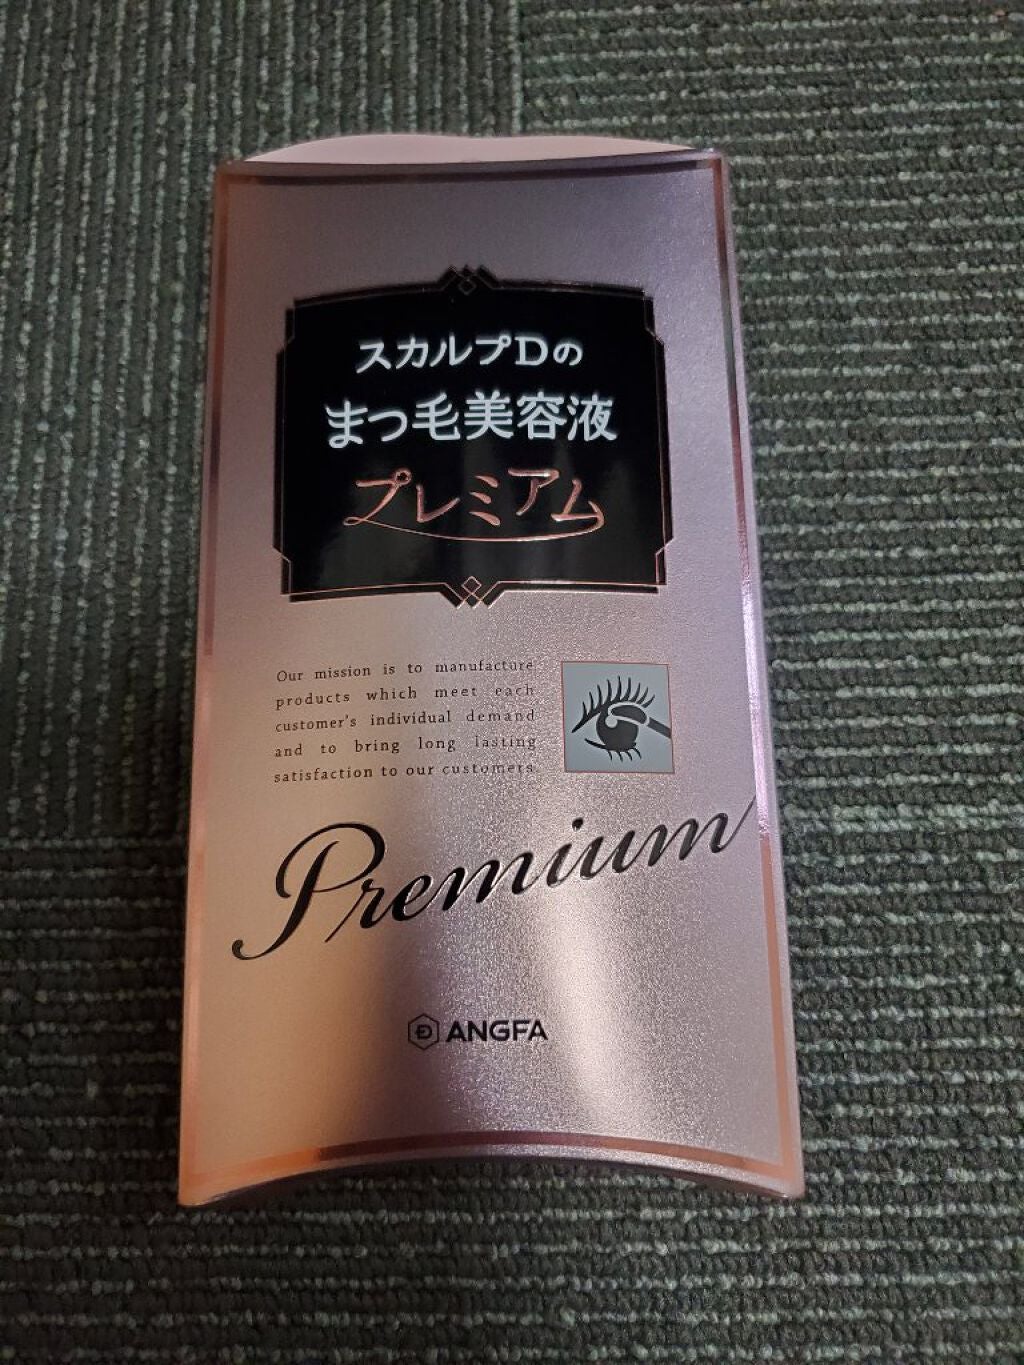 スカルプDの
まつ毛美容液
プレミアム
Our mission is to manufacture
products which meet each
customer's individual demand
and to bring long lasting
satisfaction to our customers.
Premium
ANGFA